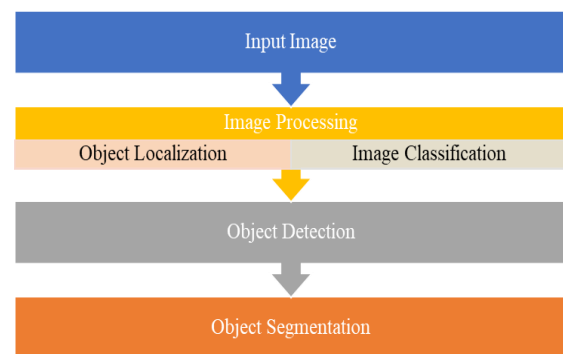 Input Image
Image Processing
Object Localization
Image Classification
Object Detection
Object Segmentation